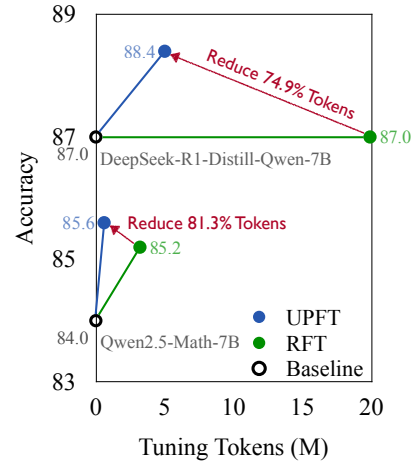 89
88.4
Reduce 74.9% Tokens
87
87.0
87.0
DeepSeek-R1-Distill-Qwen-7B
Accuracy
85.6
Reduce 81.3% Tokens
85
85.2
UPFT
84.0
Qwen2.5-Math-7B
RFT
Baseline
83
0
5
10
15
20
Tuning Tokens (M)